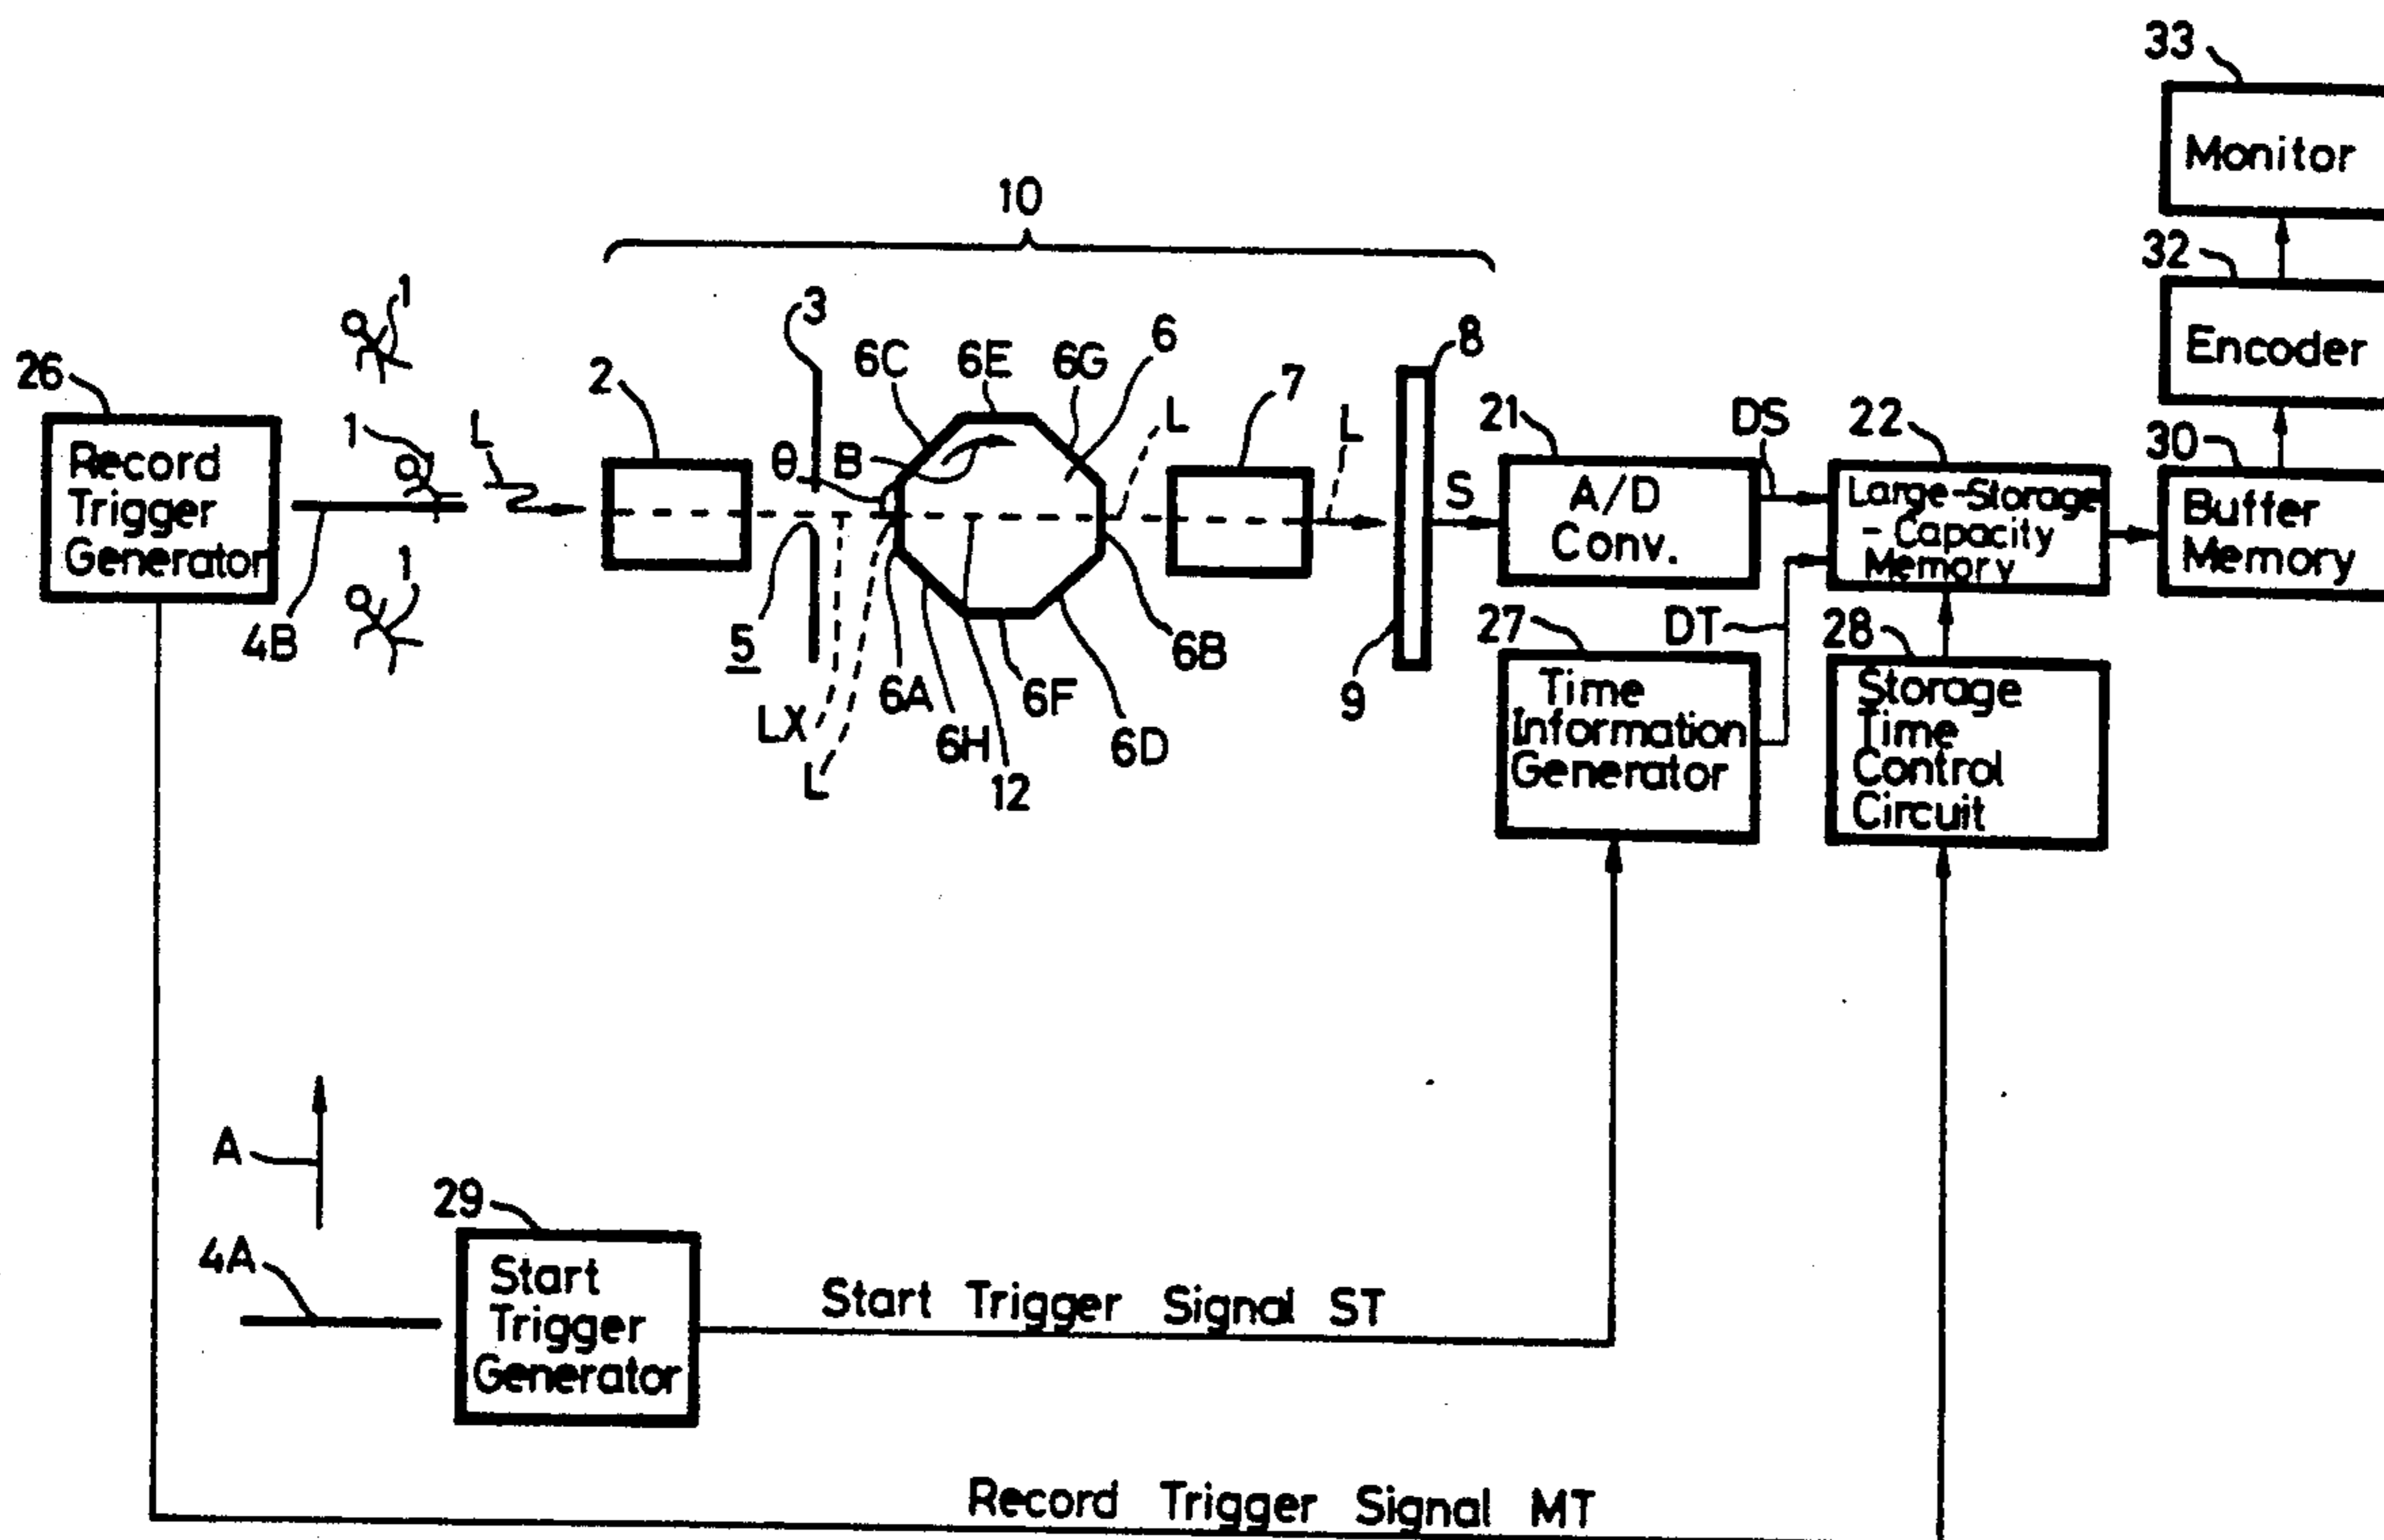 33
Monitor
10
32
Encoder
1
3
6C
6E
6G
6
8
26
2
7
L
L
21
DS
22
30
1
L
θ
B
Record
Trigger
Generator
S
A/D
Conv.
Large-Storage
-Capacity
Memory
Buffer
Memory
1
4B
5
6A
6F
6B
9
27
DT
28
LX
6H
6D
L
12
Time
Information
Generator
Storage
Time
Control
Circuit
A
29
4A
Start
Trigger
Generator
Start Trigger Signal ST
Record Trigger Signal MT